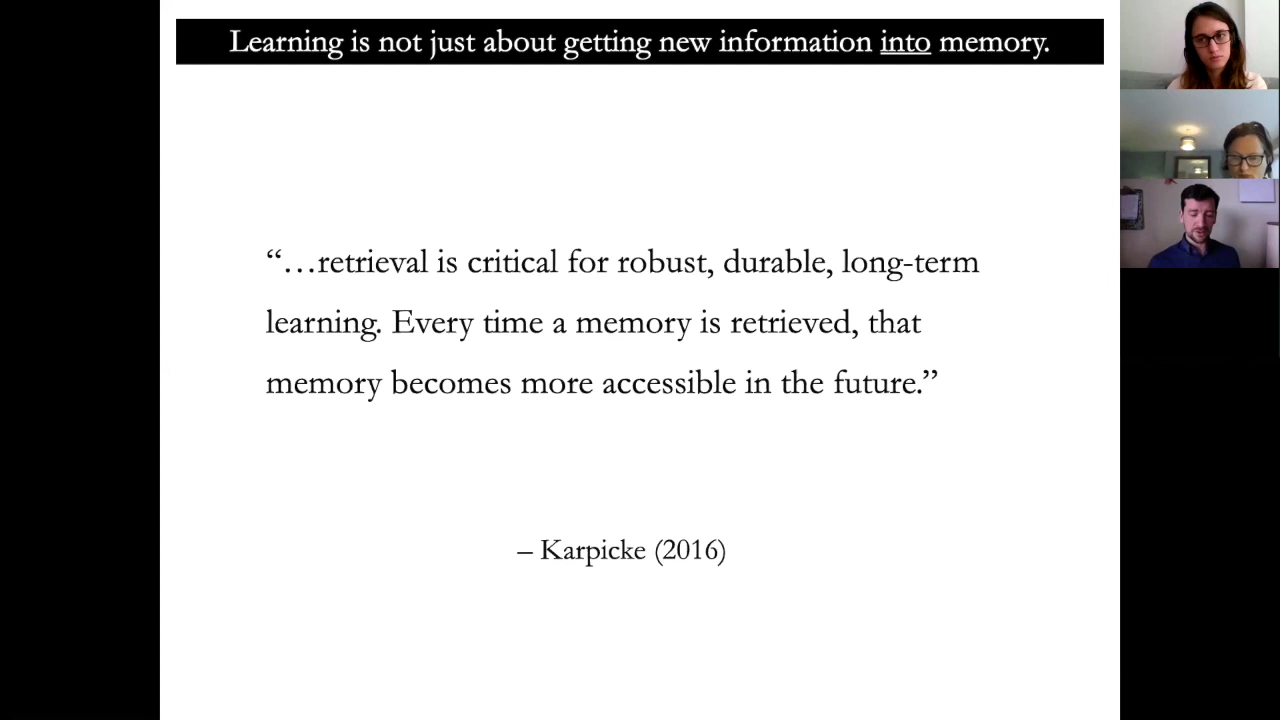 Learning is not just about getting new information into memory.
“…retrieval is critical for robust, durable, long-term
learning. Every time a memory is retrieved, that
memory becomes more accessible in the future.”
– Karpicke (2016)